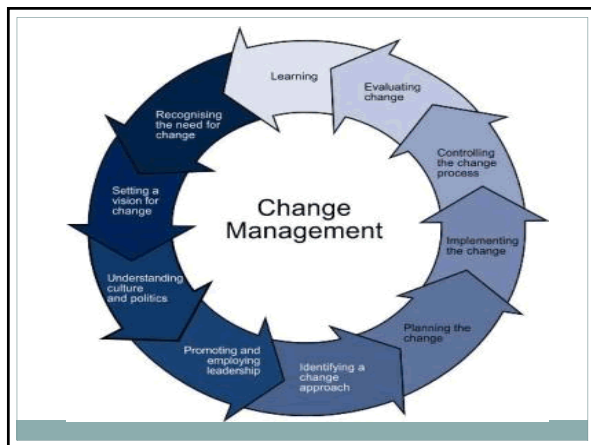 Change
Management
Recognising
the need for
change
Setting a
vision for
change
Understanding
culture
and politics
Promoting and
employing
leadership
Identifying a
change
approach
Planning the
change
Implementing
the change
Controlling
the change
process
Evaluating
change
Learning